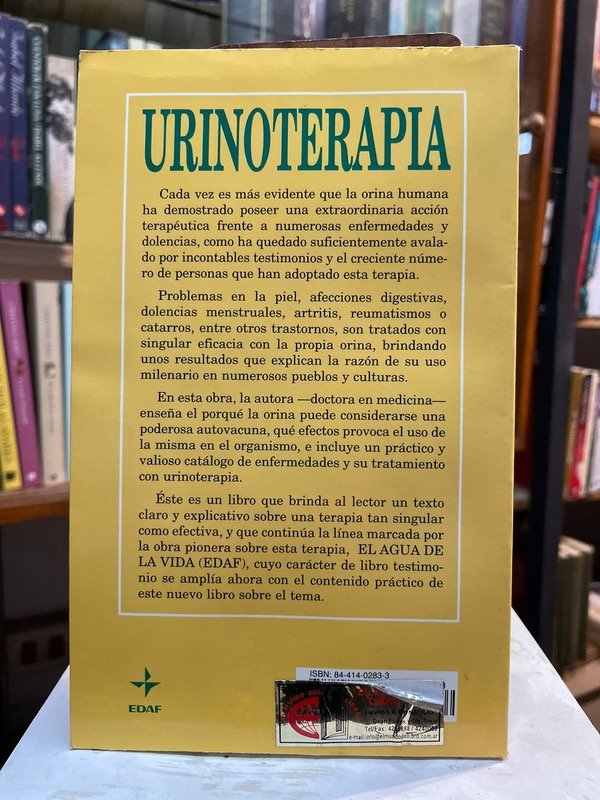 URINOTERAPIA
Cada vez es más evidente que la orina humana
ha demostrado poseer una extraordinaria acción
terapéutica frente a numerosas enfermedades y
dolencias, como ha quedado suficientemente avala-
do por incontables testimonios y el creciente núme-
ro de personas que han adoptado esta terapia.
Problemas en la piel, afecciones digestivas,
dolencias menstruales, artritis, reumatismos o
catarros, entre otros trastornos, son tratados con
singular eficacia con la propia orina, brindando
unos resultados que explican la razón de su uso
milenario en numerosos pueblos y culturas.
En esta obra, la autora —doctora en medicina—
enseña el porqué la orina puede considerarse una
poderosa autovacuna, qué efectos provoca el uso de
la misma en el organismo, e incluye un práctico y
valioso catálogo de enfermedades y su tratamiento
con urinoterapia.
Éste es un libro que brinda al lector un texto
claro y explicativo sobre una terapia tan singular
como efectiva, y que continúa la línea marcada por
la obra pionera sobre esta terapia, EL AGUA DE
LA VIDA (EDAF), cuyo carácter de libro testimo-
nio se amplía ahora con el contenido práctico de
este nuevo libro sobre el tema.
EDAF
ISBN: 84-414-0283-3
ENVIOS A DOMICILIO
Tel/Fax: